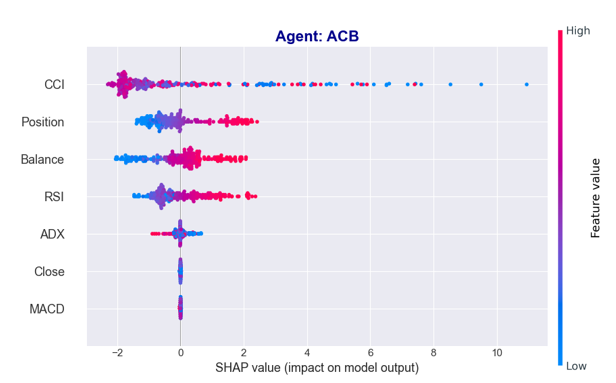 Agent: ACB
High
CCI
Position
Balance
RSI
ADX
Close
MACD
Feature value
Low
−2 0 2 4 6 8 10
SHAP value (impact on model output)